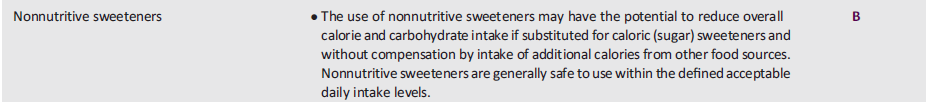 Nonnutritive sweeteners
• The use of nonnutritive sweeteners may have the potential to reduce overall
calorie and carbohydrate intake if substituted for caloric (sugar) sweeteners and
without compensation by intake of additional calories from other food sources.
Nonnutritive sweeteners are generally safe to use within the defined acceptable
daily intake levels.
B